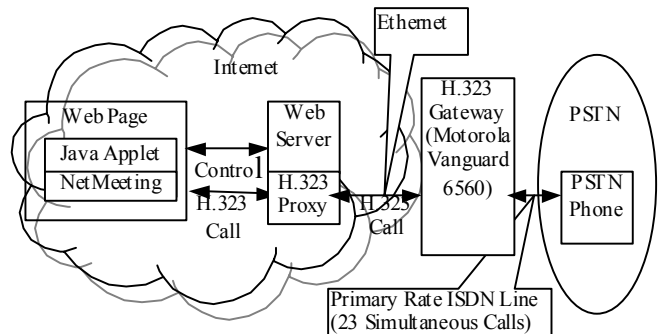 Ethernet
Internet
Web Page
Java Applet
NetMeeting
Control
H.323
Call
Web
Server
H.323
Proxy
H.323
Call
H.323
Gateway
(Motorola
Vanguard
6560)
PSTN
PSTN
Phone
Primary Rate ISDN Line
(23 Simultaneous Calls)